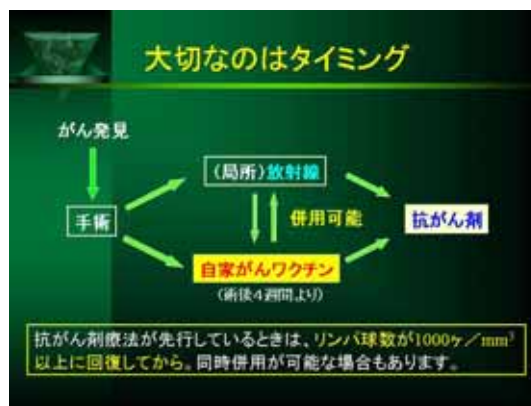 大切なのはタイミング
がん発見
(局所)放射線
手術
併用可能
抗がん剤
自家がんワクチン
(術後4週間より)
抗がん剤療法が先行しているときは、リンパ球数が1000ヶ/mm³
以上に回復してから。同時併用が可能な場合もあります。